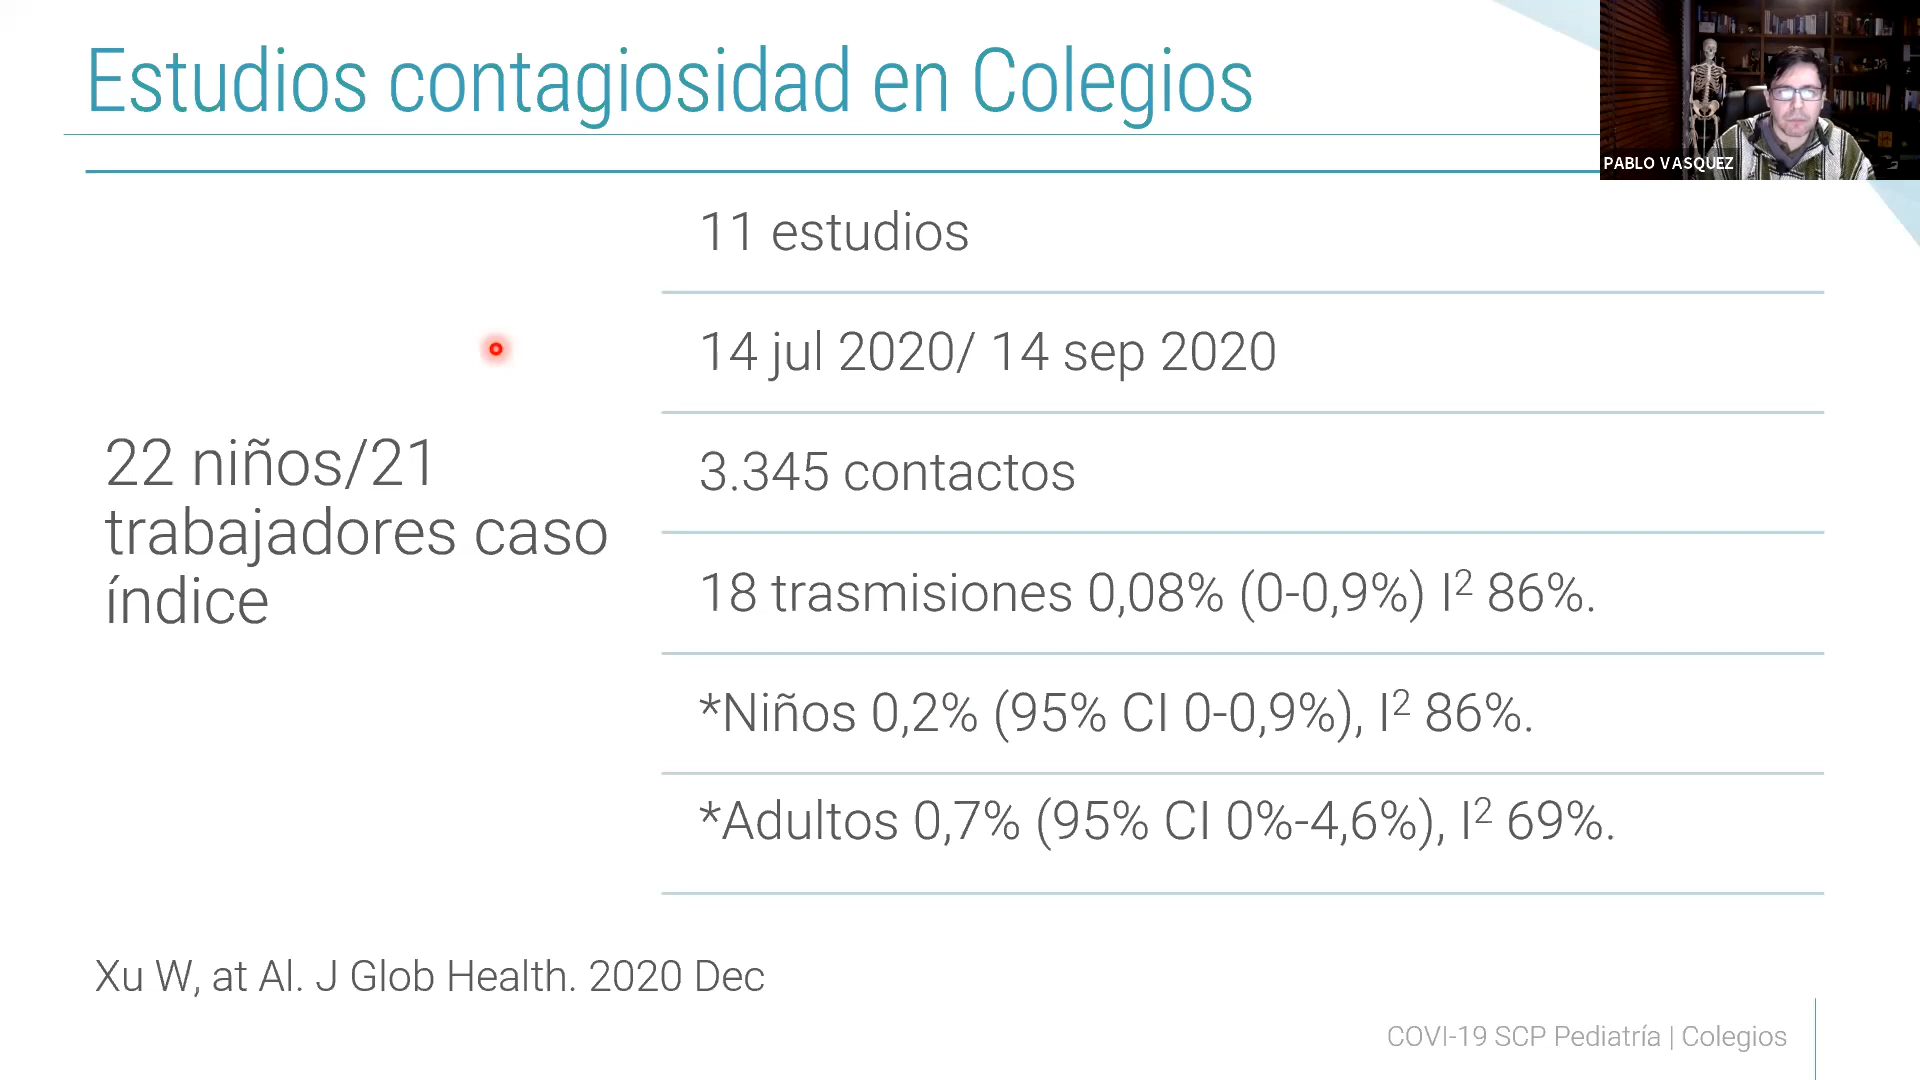 Estudios contagiosidad en Colegios
PABLO VASQUEZ
22 niños/21
trabajadores caso
índice
11 estudios
14 jul 2020/ 14 sep 2020
3.345 contactos
18 trasmisiones 0,08% (0-0,9%) I² 86%.
*Niños 0,2% (95% CI 0-0,9%), I² 86%.
*Adultos 0,7% (95% CI 0%-4,6%), I² 69%.
Xu W, at Al. J Glob Health. 2020 Dec
COVI-19 SCP Pediatría | Colegios